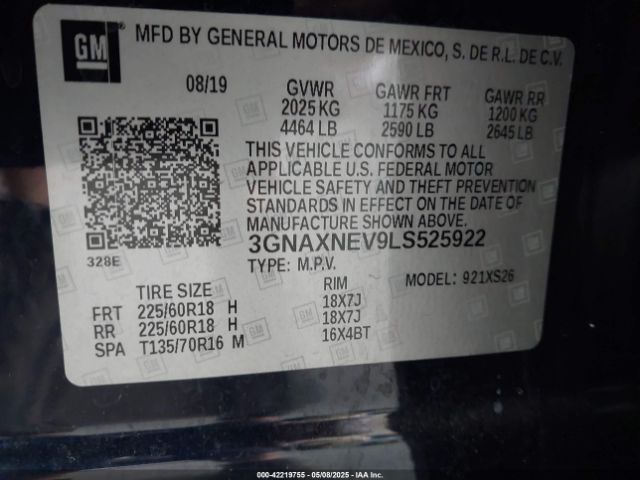 GM MFD BY GENERAL MOTORS DE MEXICO, S. DE R.L. DE C.V.
08/19 GVWR GAWR FRT GAWR RR
2025 KG 1175 KG 1200 KG
4464 LB 2590 LB 2645 LB
THIS VEHICLE CONFORMS TO ALL
APPLICABLE U.S. FEDERAL MOTOR
VEHICLE SAFETY AND THEFT PREVENTION
STANDARDS IN EFFECT ON THE DATE OF
MANUFACTURE SHOWN ABOVE.
3GNAXNEV9LS525922
328E TYPE: M.P.V. MODEL: 921XS26
TIRE SIZE RIM
FRT 225/60R18 H 18X7J
RR 225/60R18 H 18X7J
SPA T135/70R16 M 16X4BT
000-42219755 - 05/08/2025 - IAA Inc.